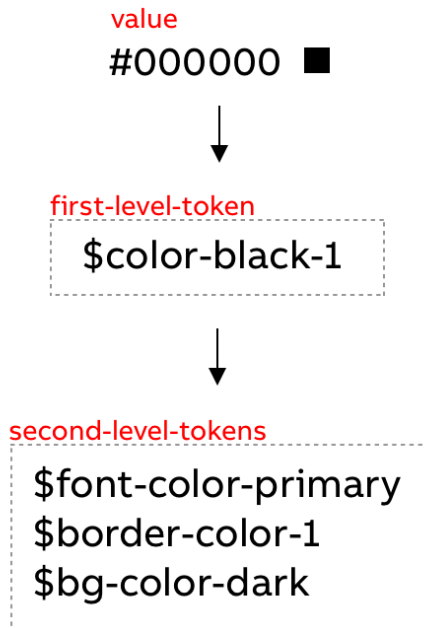 value
#000000
first-level-token
$color-black-1
second-level-tokens
$font-color-primary
$border-color-1
$bg-color-dark